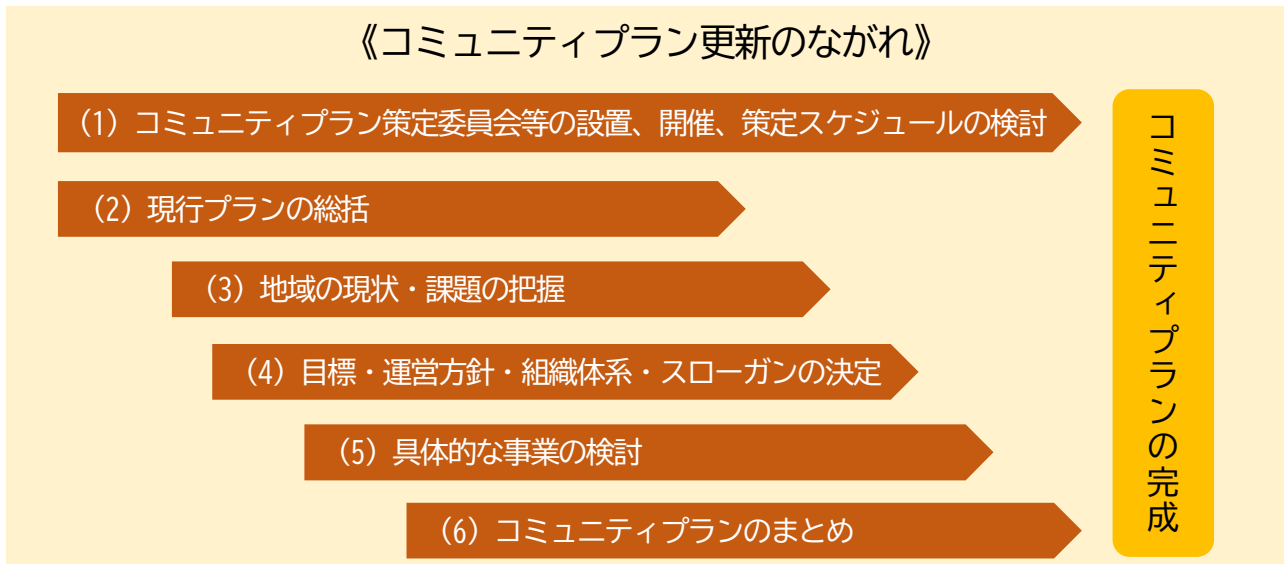 《コミュニティプラン更新のながれ》
(1) コミュニティプラン策定委員会等の設置、開催、策定スケジュールの検討
(2) 現行プランの総括
(3) 地域の現状・課題の把握
(4) 目標・運営方針・組織体系・スローガンの決定
(5) 具体的な事業の検討
(6) コミュニティプランのまとめ
コミュニティプランの完成